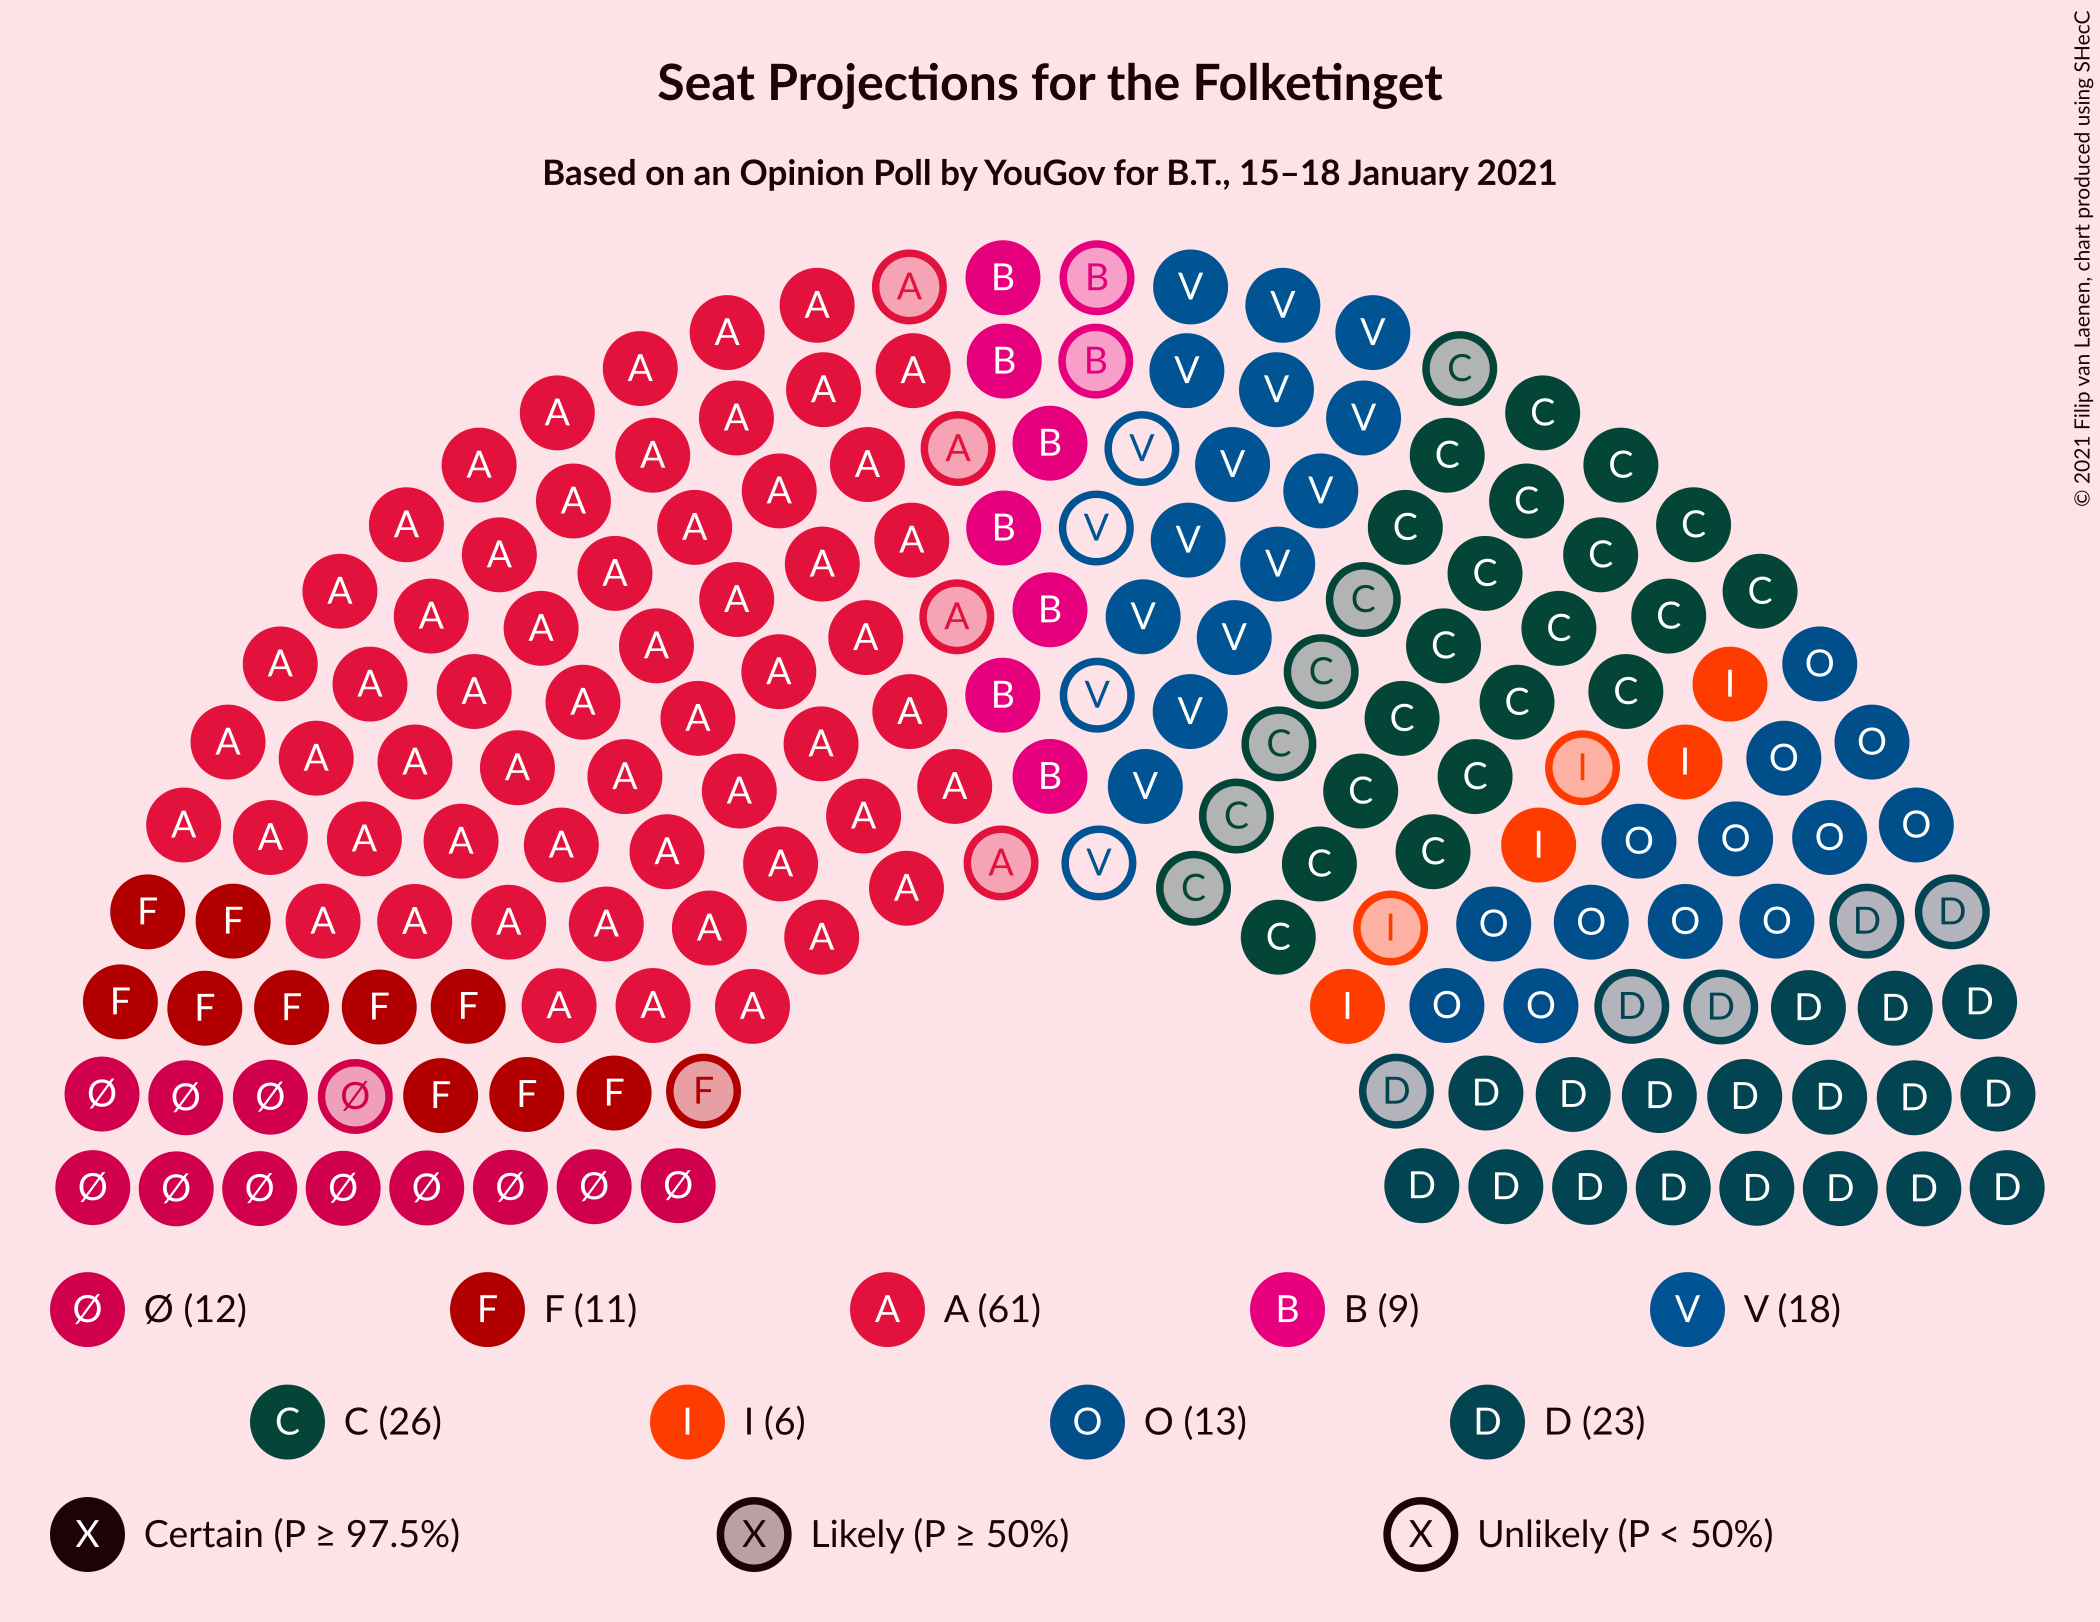 Seat Projections for the Folketinget
Based on an Opinion Poll by YouGov for B.T., 15–18 January 2021
© 2021 Filip van Laenen, chart produced using SHecC
B B
A V
A V
A V
A C
A B B C
A A V
A A V C
A A B V
A A V C
A A V C
A A A V C
A A B V C
A A V C
A A A V C
A A A V C C
A A A B V C C
A A A V C C
A A A V C I O
A A A B V C C
A A A V C C
A A A C I O O
A A A C I O
A A A B V C C
A A A C C O O
A A A A C I O O
A A A V C C
F A A A C D
F A A A O O O O D
A A A C I
F F F F F A A A I O O D D D D D
Ø Ø Ø Ø F F F F D D D D D D D D
Ø Ø Ø Ø Ø Ø Ø Ø D D D D D D D D
Ø Ø (12) F F (11) A A (61) B B (9) V V (18)
C C (26) I I (6) O O (13) D D (23)
X Certain (P ≥ 97.5%) X Likely (P ≥ 50%) X Unlikely (P < 50%)